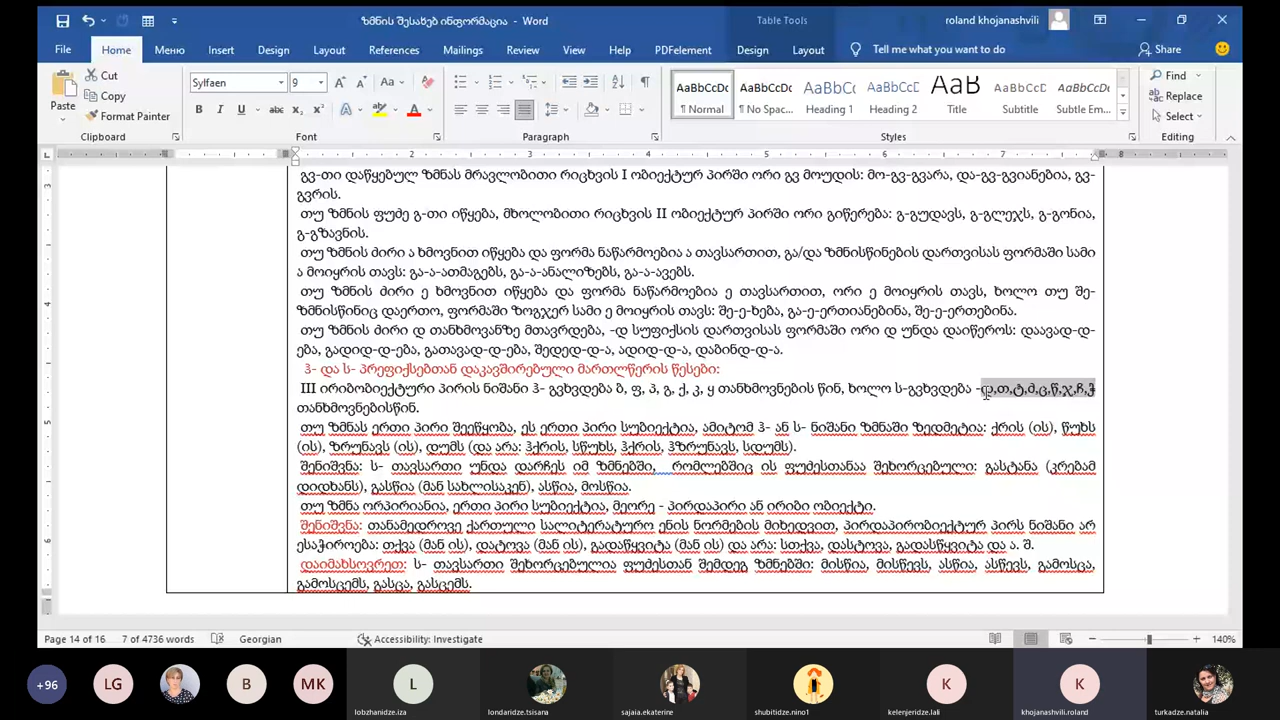 ზმნის შესახებ ინფორმაცია - Word
Table Tools
roland khojanashvili
File Home Მენიუ Insert Design Layout References Mailings Review View Help PDFelement Design Layout Tell me what you want to do Share
Paste
Cut
Copy
Format Painter
Clipboard
Sylfaen 9
Font
Paragraph
AaBbCcDc ¶ Normal
AaBbCcDc ¶ No Spac...
AaBbC Heading 1
AaBbCc Heading 2
AaB Title
AaBbCcD Subtitle
AaBbCcDc Subtle Em...
Styles
Find
Replace
Select
Editing
2 3 4 5 6 7 8
გვ-თი დაწყებულ ზმნას მრავლობითი რიცხვის I ობიექტურ პირში ორი გვ მოუდის: მო-გვ-გვარა, და-გვ-გვიანებია, გვ-
გვრის.
თუ ზმნის ფუძე გ-თი იწყება, მხოლობითი რიცხვის II ობიექტურ პირში ორი გიწერება: გ-გუდავს, გ-გლეჯს, გ-გონია,
გ-გზავნის.
თუ ზმნის ძირი ა ხმოვნით იწყება და ფორმა ნაწარმოებია ა თავსართით, გა/და ზმნისწინების დართვისას ფორმაში სამი
ა მოიყრის თავს: გა-ა-ათმაგებს, გა-ა-ანალიზებს, გა-ა-ავებს.
თუ ზმნის ძირი ე ხმოვნით იწყება და ფორმა ნაწარმოებია ე თავსართით, ორი ე მოიყრის თავს, ხოლო თუ შე-
ზმნისწინიც დაერთო, ფორმაში ზოგჯერ სამი ე მოიყრის თავს: შე-ე-ხება, გა-ე-ერთიანებინა, შე-ე-ერთებინა.
თუ ზმნის ძირი დ თანხმოვანზე მთავრდება, -დ სუფიქსის დართვისას ფორმაში ორი დ უნდა დაიწეროს: დაავად-დ-
ება, გადიდ-დ-ება, გათავად-დ-ება, შედედ-დ-ა, ადიდ-დ-ა, დაბინდ-დ-ა.
ჰ- და ს- პრეფიქსებთან დაკავშირებული მართლწერის წესები:
III ირიბობიექტური პირის ნიშანი ჰ- გვხვდება ბ, ფ, პ, გ, ქ, კ, ყ თანხმოვნების წინ, ხოლო ს-გვხვდება -დ,თ,ტ,ძ,ც,წ,ჯ,ჩ,ჭ
თანხმოვნებისწინ.
თუ ზმნას ერთი პირი შეეწყობა, ეს ერთი პირი სუბიექტია, ამიტომ ჰ- ან ს- ნიშანი ზმნაში ზედმეტია: ქრის (ის), წუხს
(ის), ზრუნავს (ის), დუმს (და არა: ჰქრის, სწუხს, ჰქრის, ჰზრუნავს, სდუმს).
შენიშვნა: ს- თავსართი უნდა დარჩეს იმ ზმნებში, რომლებშიც ის ფუძესთანაა შეხორცებული: გასტანა (კრებამ
დიდხანს), გასწია (მან სახლისაკენ), ასწია, მოსწია.
თუ ზმნა ორპირიანია, ერთი პირი სუბიექტია, მეორე - პირდაპირი ან ირიბი ობიექტი.
შენიშვნა: თანამედროვე ქართული სალიტერატურო ენის ნორმების მიხედვით, პირდაპირობიექტურ პირს ნიშანი არ
ესაჭიროება: თქვა (მან ის), დატოვა (მან ის), გადაწყვიტა (მან ის) და არა: სთქვა, დასტოვა, გადასწყვიტა და ა. შ.
დაიმახსოვრეთ: ს- თავსართი შეხორცებულია ფუძესთან შემდეგ ზმნებში: მისწია, მისწევს, ასწია, ასწევს, გამოსცა,
გამოსცემს, გასცა, გასცემს.
Page 14 of 16 7 of 4736 words Georgian Accessibility: Investigate 140%
+96 LG B MK L K K
lobzhanidze.iza londaridze.tsisana sajaia.ekaterine shubitidze.nino1 kelenjeridze.lali khojanashvili.roland turkadze.natia